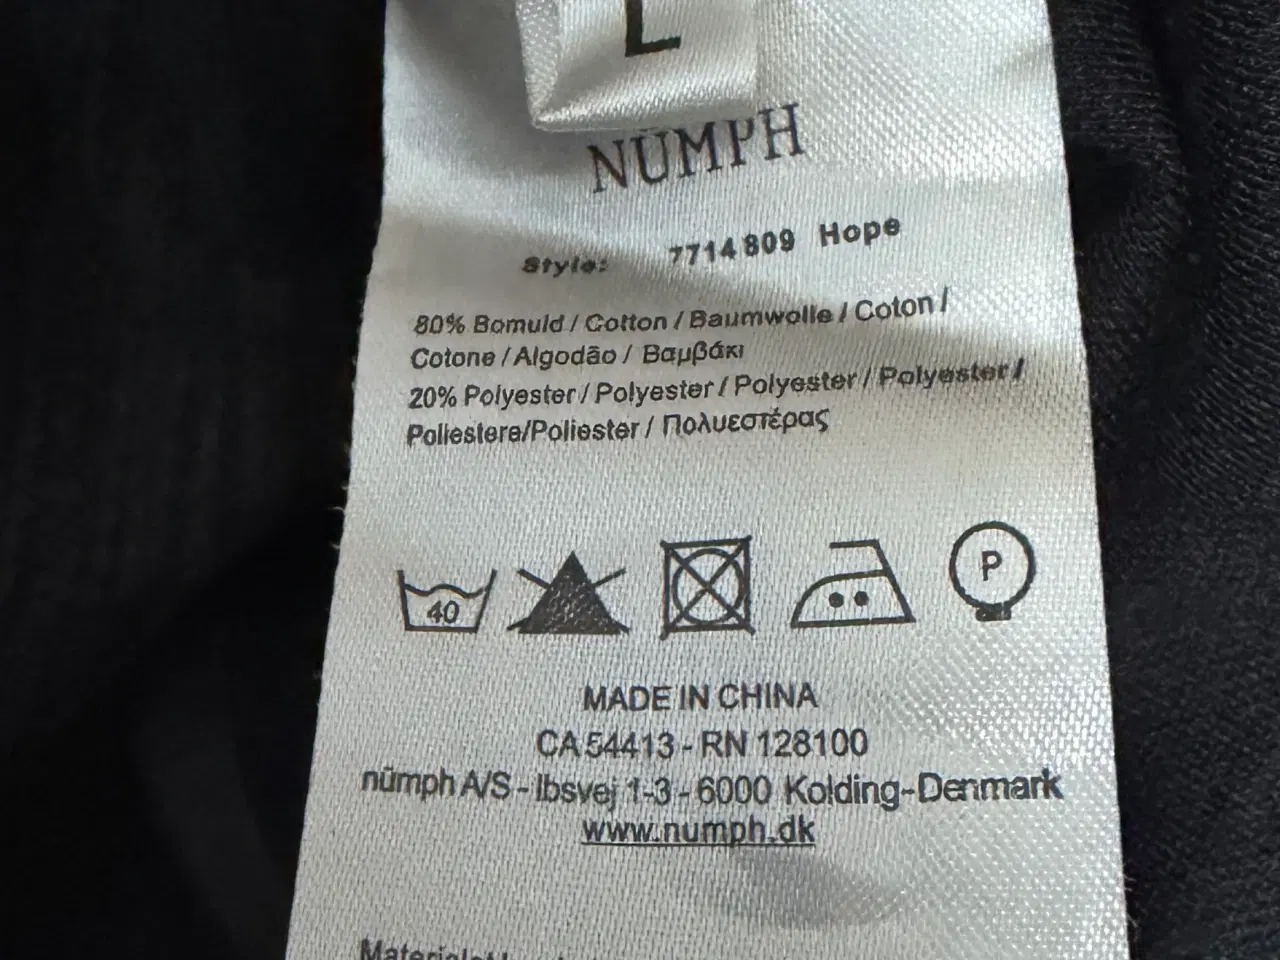 L
NÜMPH
Style: 7714809 Hope
80% Bomuld / Cotton / Baumwolle / Coton /
Cotone / Algodão / Βαμβάκι
20% Polyester / Polyester / Polyester / Polyester /
Poliestere/Poliester / Πολυεστέρας
40
P
MADE IN CHINA
CA 54413 - RN 128100
nümph A/S - Ibsvej 1-3 - 6000 Kolding-Denmark
www.numph.dk